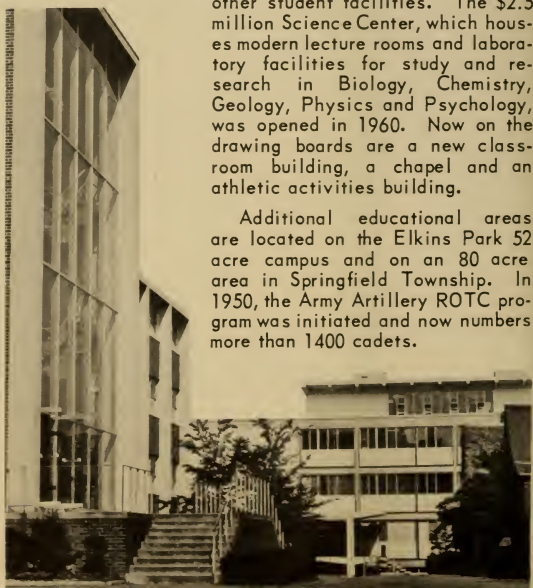 other student facilities. The $2.5
million Science Center, which hous-
es modern lecture rooms and labora-
tory facilities for study and re-
search in Biology, Chemistry,
Geology, Physics and Psychology,
was opened in 1960. Now on the
drawing boards are a new class-
room building, a chapel and an
athletic activities building.
Additional educational areas
are located on the Elkins Park 52
acre campus and on an 80 acre
area in Springfield Township. In
1950, the Army Artillery ROTC pro-
gram was initiated and now numbers
more than 1400 cadets.